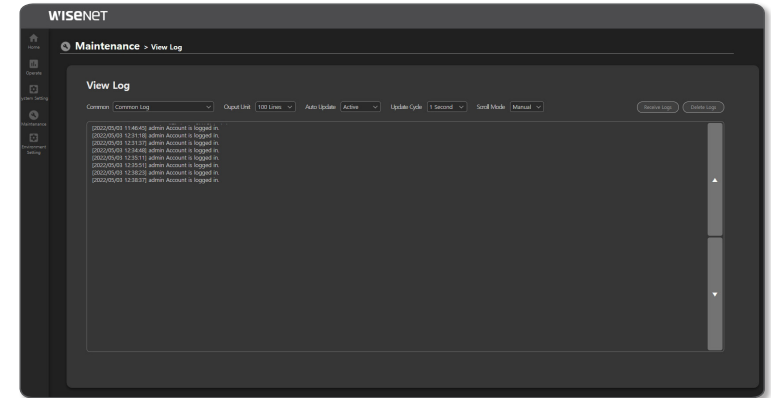 WISENET
Home
Operate
System Setting
Maintenance
Environment
Setting
Maintenance > View Log
View Log
Common Common Log Ouput Unit 100 Lines Auto Update Active Update Cycle 1 Second Scroll Mode Manual Receive Logs Delete Logs
[2022/05/03 11:46:45] admin Account is logged in.
[2022/05/03 12:31:18] admin Account is logged in.
[2022/05/03 12:31:37] admin Account is logged in.
[2022/05/03 12:34:48] admin Account is logged in.
[2022/05/03 12:35:11] admin Account is logged in.
[2022/05/03 12:35:51] admin Account is logged in.
[2022/05/03 12:38:23] admin Account is logged in.
[2022/05/03 12:38:37] admin Account is logged in.